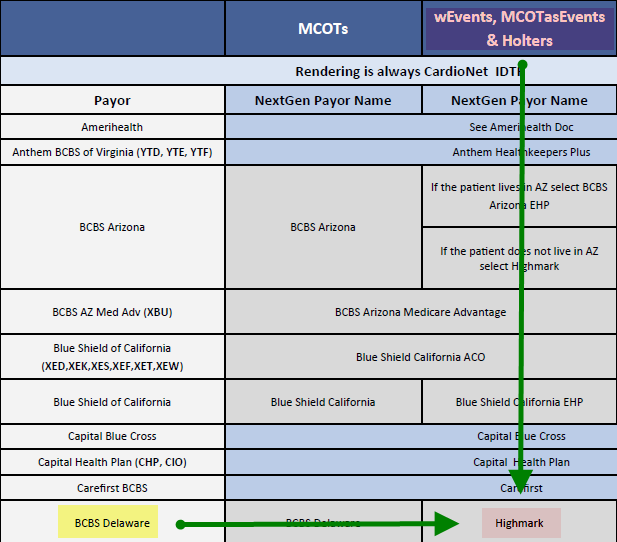 MCOTs
wEvents, MCOTasEvents
& Holters
Rendering is always CardioNet IDTF
Payor
NextGen Payor Name
NextGen Payor Name
Amerihealth
See Amerihealth Doc
Anthem BCBS of Virginia (YTD, YTE, YTF)
Anthem Healthkeepers Plus
BCBS Arizona
BCBS Arizona
If the patient lives in AZ select BCBS
Arizona EHP
If the patient does not live in AZ
select Highmark
BCBS AZ Med Adv (XBU)
BCBS Arizona Medicare Advantage
Blue Shield of California
(XED,XEK,XES,XEF,XET,XEW)
Blue Shield California ACO
Blue Shield of California
Blue Shield California
Blue Shield California EHP
Capital Blue Cross
Capital Blue Cross
Capital Health Plan (CHP, CIO)
Capital Health Plan
Carefirst BCBS
Carefirst
BCBS Delaware
BCBS Delaware
Highmark